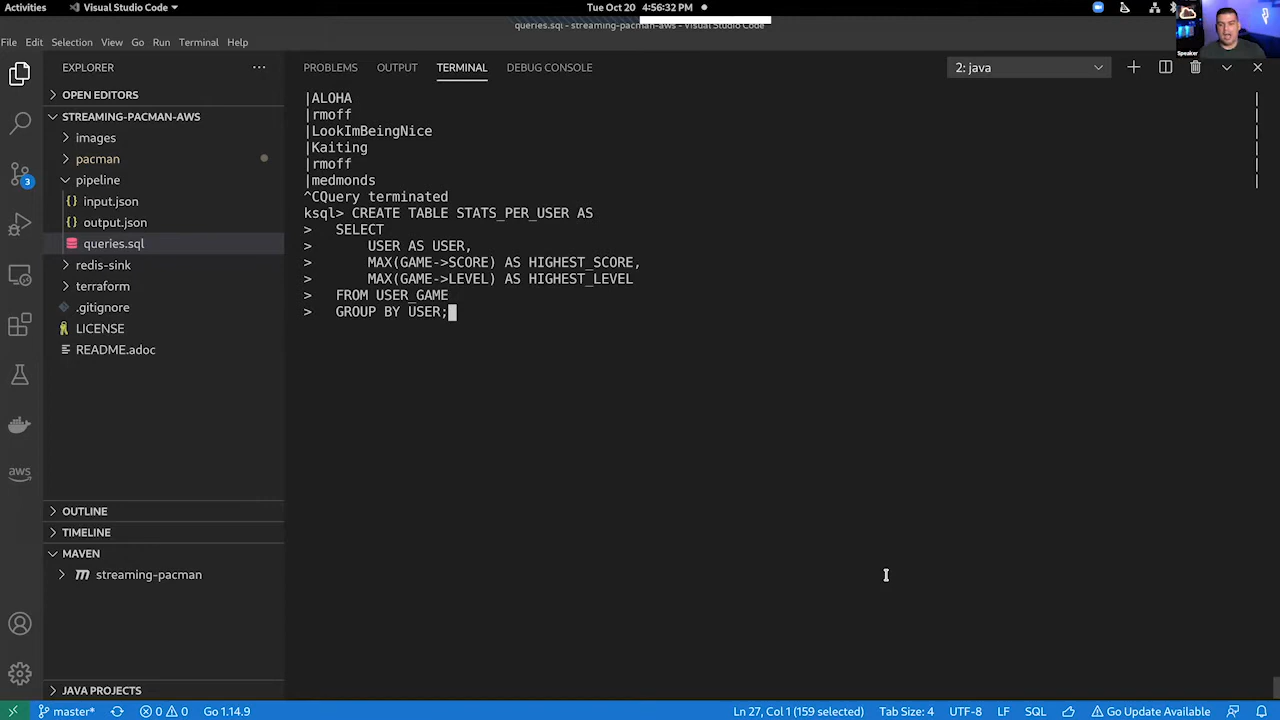 Activities
Visual Studio Code
Tue Oct 20 4:56:32 PM
queries.sql - streaming-pacman-aws - Visual Studio Code
File Edit Selection View Go Run Terminal Help
Speaker
EXPLORER
OPEN EDITORS
STREAMING-PACMAN-AWS
images
pacman
pipeline
input.json
output.json
queries.sql
redis-sink
terraform
.gitignore
LICENSE
README.adoc
3
aws
OUTLINE
TIMELINE
MAVEN
streaming-pacman
JAVA PROJECTS
PROBLEMS OUTPUT TERMINAL DEBUG CONSOLE
2: java
|ALOHA |
|rmoff |
|LookImBeingNice |
|Kaiting |
|rmoff |
|medmonds |
^CQuery terminated
ksql> CREATE TABLE STATS_PER_USER AS
> SELECT
> USER AS USER,
> MAX(GAME->SCORE) AS HIGHEST_SCORE,
> MAX(GAME->LEVEL) AS HIGHEST_LEVEL
> FROM USER_GAME
> GROUP BY USER;
master* 0 0 Go 1.14.9 Ln 27, Col 1 (159 selected) Tab Size: 4 UTF-8 LF SQL Go Update Available